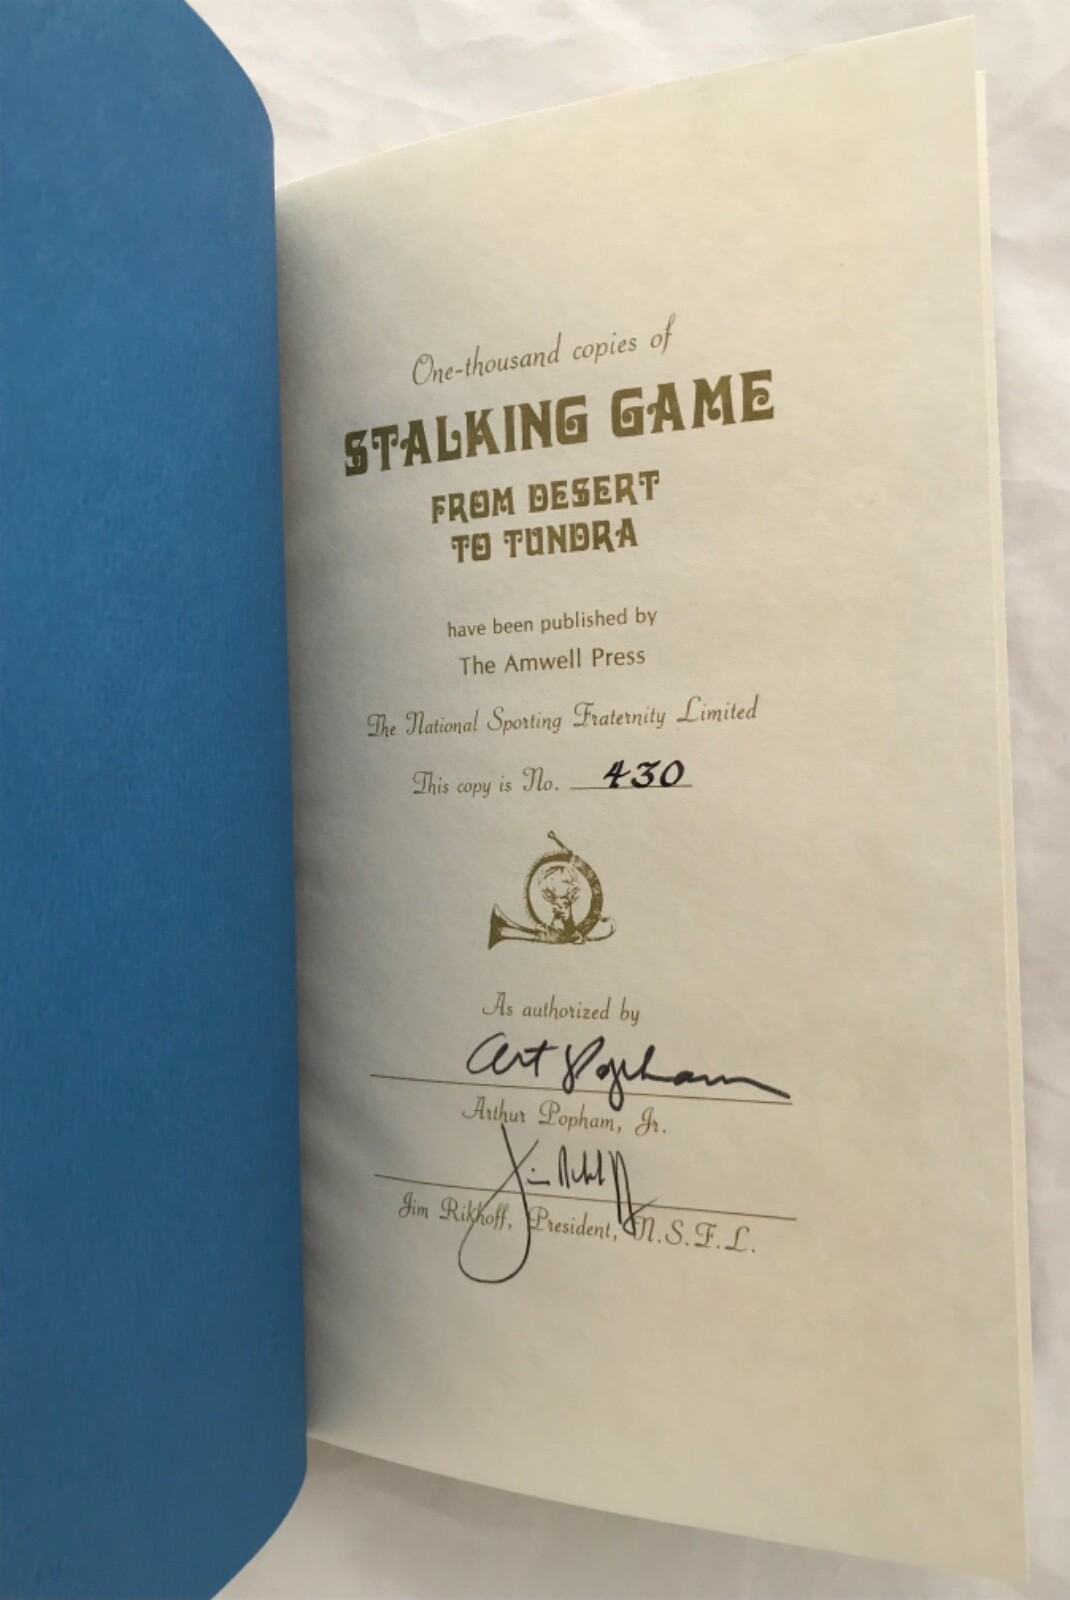 One-thousand copies of
STALKING GAME
FROM DESERT
TO TUNDRA
have been published by
The Amwell Press
The National Sporting Fraternity Limited
This copy is No. 430
As authorized by
Art Popham
Arthur Popham, Jr.
Jim Rikhoff
Jim Rikhoff, President, N.S.F.L.